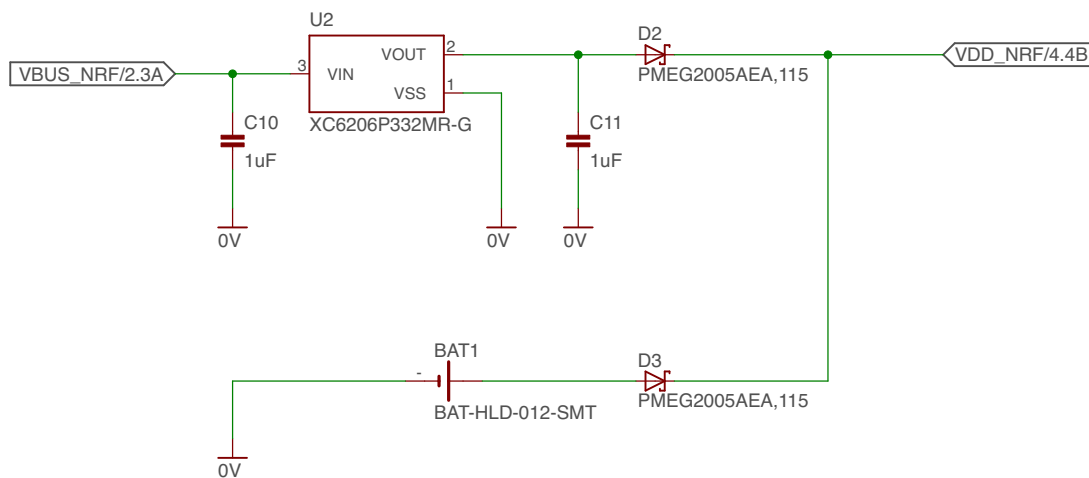 U2
D2
VBUS_NRF/2.3A
3
VIN
VOUT
2
VSS
1
XC6206P332MR-G
PMEG2005AEA,115
VDD_NRF/4.4B
C10
1uF
C11
1uF
0V
0V
0V
BAT1
-
BAT-HLD-012-SMT
D3
PMEG2005AEA,115
0V